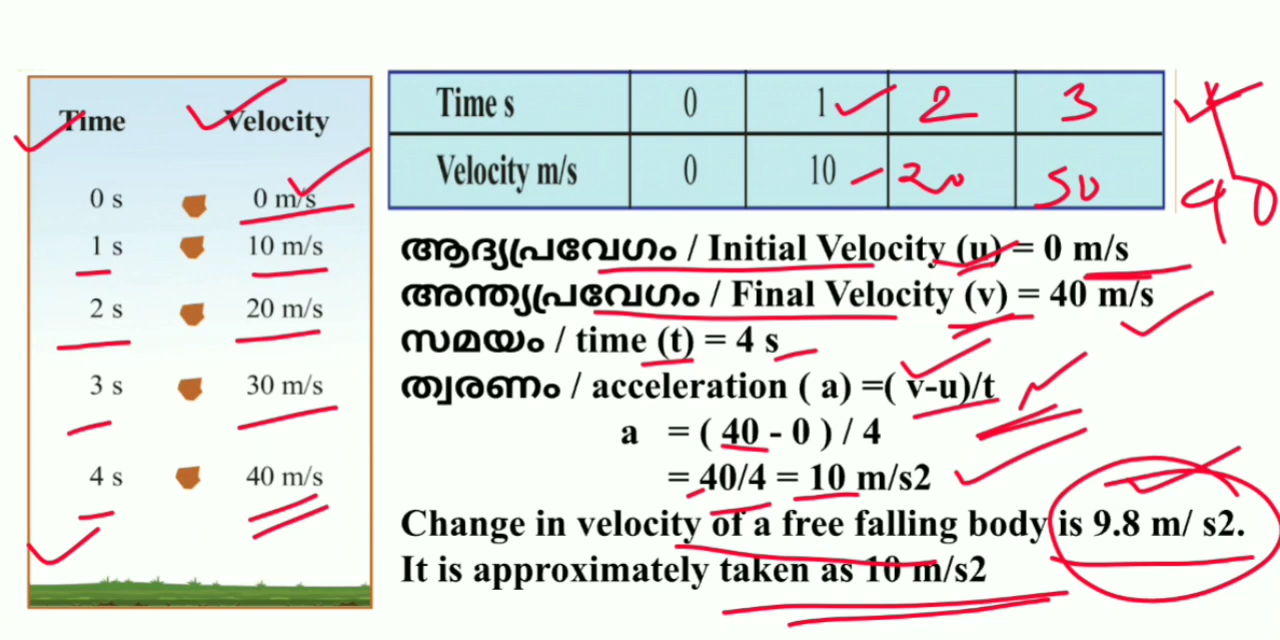 Time Velocity
0 s 0 m/s
1 s 10 m/s
2 s 20 m/s
3 s 30 m/s
4 s 40 m/s
Time s 0 1 2 3 4
Velocity m/s 0 10 20 30 40
ആദ്യപ്രവേഗം / Initial Velocity (u) = 0 m/s
അന്ത്യപ്രവേഗം / Final Velocity (v) = 40 m/s
സമയം / time (t) = 4 s
ത്വരണം / acceleration ( a) =( v-u)/t
a = ( 40 - 0 ) / 4
= 40/4 = 10 m/s2
Change in velocity of a free falling body is 9.8 m/ s2.
It is approximately taken as 10 m/s2